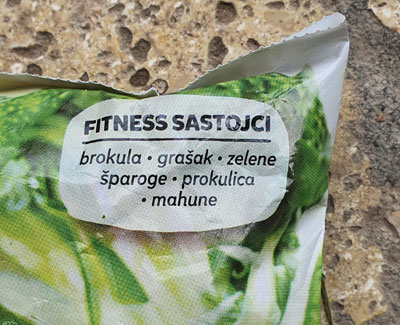 FITNESS SASTOJCI
brokula • grašak • zelene
šparoge • prokulica
• mahune